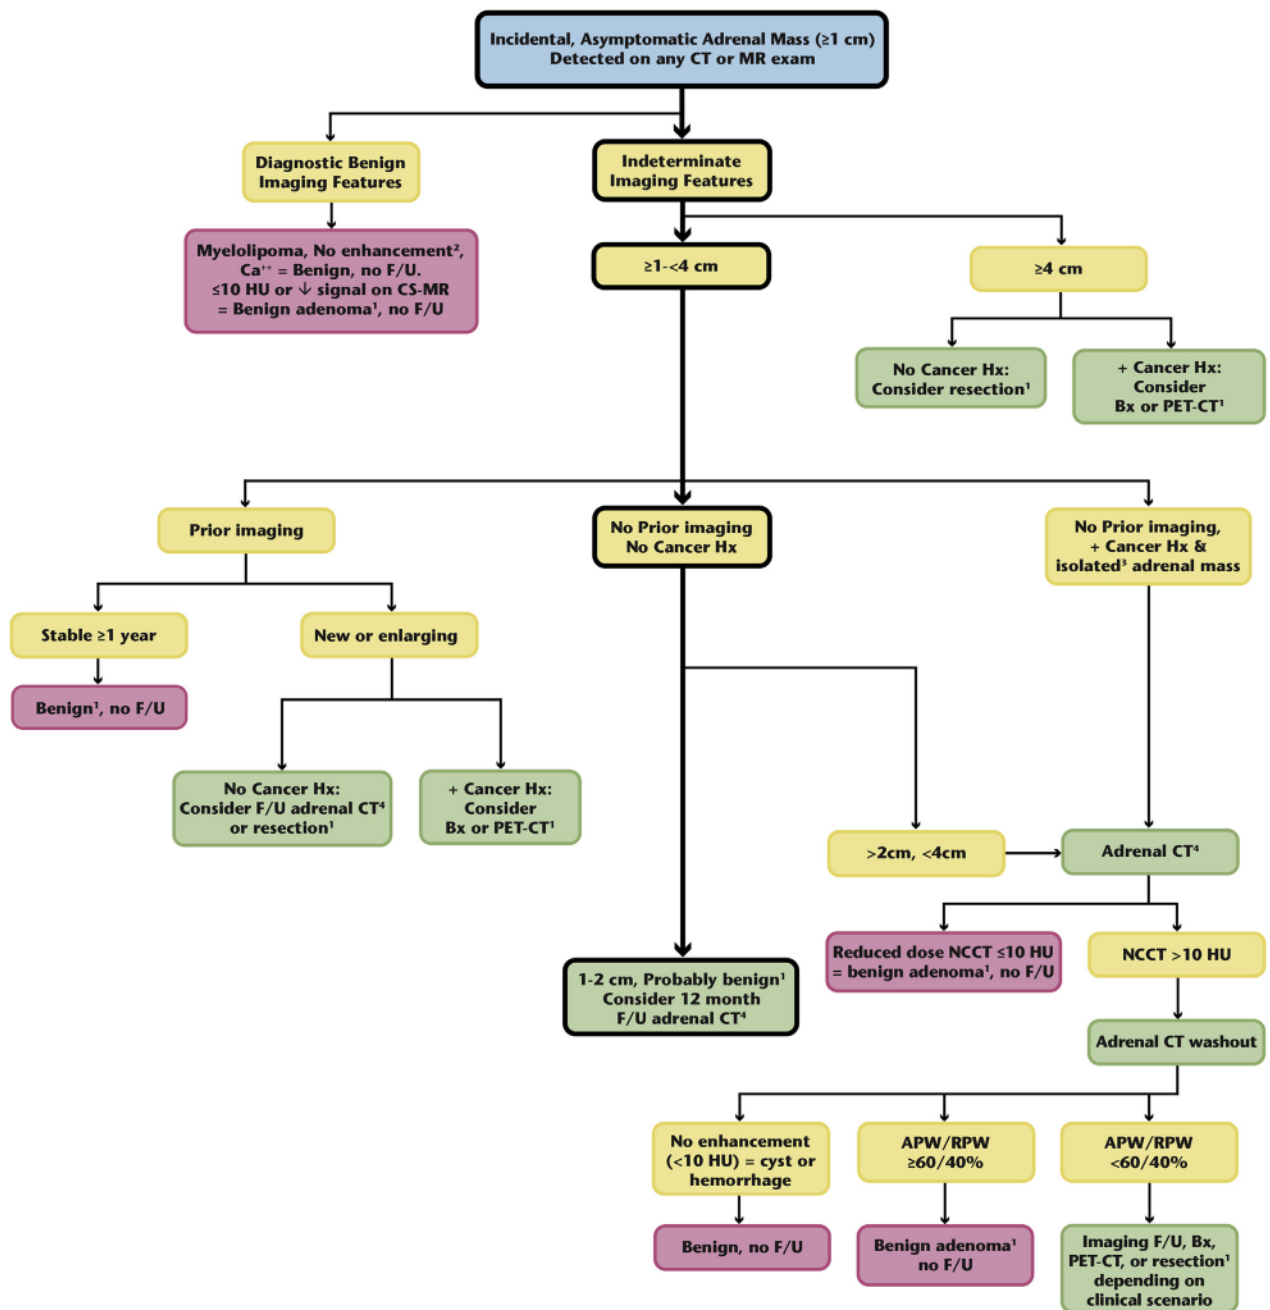 Incidental, Asymptomatic Adrenal Mass (≥1 cm)
Detected on any CT or MR exam
Diagnostic Benign
Imaging Features
Indeterminate
Imaging Features
Myelolipoma, No enhancement²,
Ca⁺⁺ = Benign, no F/U.
≤10 HU or ↓ signal on CS-MR
= Benign adenoma¹, no F/U
≥1-<4 cm
≥4 cm
No Cancer Hx:
Consider resection¹
+ Cancer Hx:
Consider
Bx or PET-CT¹
Prior imaging
No Prior imaging
No Cancer Hx
No Prior imaging,
+ Cancer Hx &
isolated³ adrenal mass
Stable ≥1 year
New or enlarging
Benign¹, no F/U
No Cancer Hx:
Consider F/U adrenal CT⁴
or resection¹
+ Cancer Hx:
Consider
Bx or PET-CT¹
>2cm, <4cm
Adrenal CT⁴
Reduced dose NCCT ≤10 HU
= benign adenoma¹, no F/U
NCCT >10 HU
1-2 cm, Probably benign¹
Consider 12 month
F/U adrenal CT⁴
Adrenal CT washout
No enhancement
(<10 HU) = cyst or
hemorrhage
APW/RPW
≥60/40%
APW/RPW
<60/40%
Benign, no F/U
Benign adenoma¹
no F/U
Imaging F/U, Bx,
PET-CT, or resection¹
depending on
clinical scenario